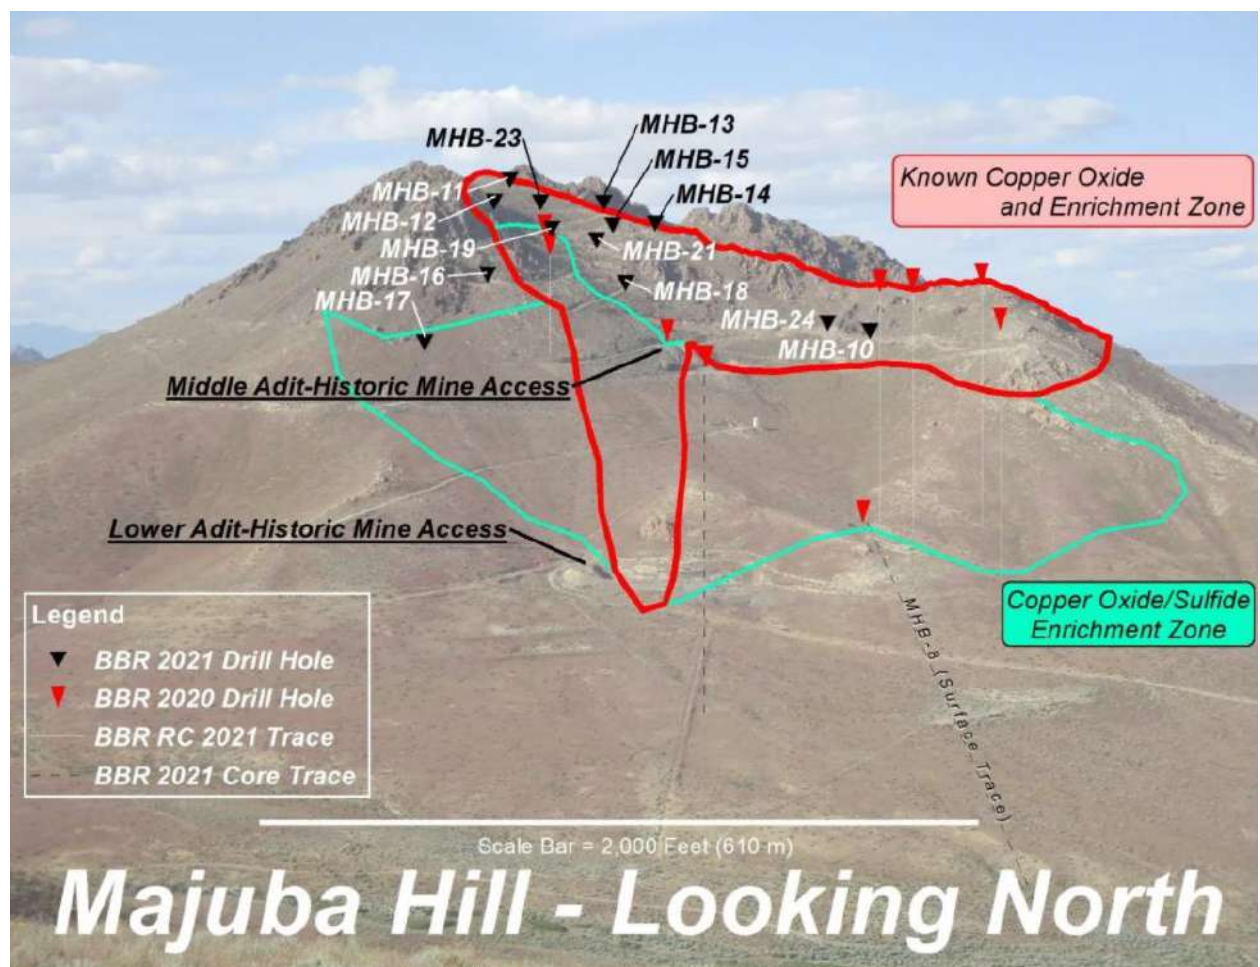 MHB-13
MHB-23
MHB-15
MHB-11
MHB-14
MHB-12
MHB-19
MHB-21
MHB-16
MHB-18
MHB-17
MHB-24
MHB-10
Known Copper Oxide
and Enrichment Zone
Middle Adit-Historic Mine Access
Lower Adit-Historic Mine Access
Copper Oxide/Sulfide
Enrichment Zone
MHB-8 (Surface Trace)
Legend
BBR 2021 Drill Hole
BBR 2020 Drill Hole
BBR RC 2021 Trace
BBR 2021 Core Trace
Scale Bar = 2,000 Feet (610 m)
Majuba Hill - Looking North